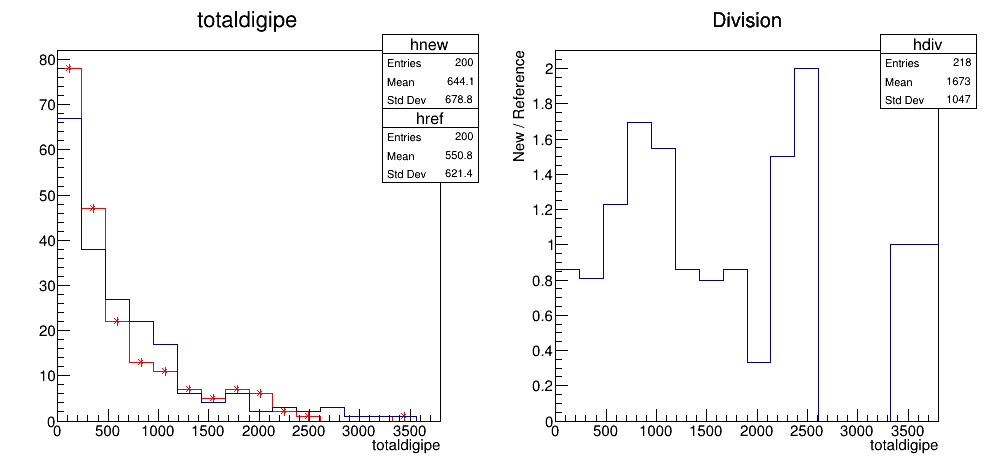 totaldigipe
hnew
Entries 200
Mean 644.1
Std Dev 678.8
href
Entries 200
Mean 550.8
Std Dev 621.4
80
70
60
50
40
30
20
10
0
0 500 1000 1500 2000 2500 3000 3500
totaldigipe
Division
hdiv
Entries 218
Mean 1673
Std Dev 1047
New / Reference
2
1.8
1.6
1.4
1.2
1
0.8
0.6
0.4
0.2
0
0 500 1000 1500 2000 2500 3000 3500
totaldigipe